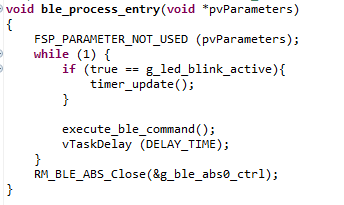 void ble_process_entry(void *pvParameters)
{
    FSP_PARAMETER_NOT_USED (pvParameters);
    while (1) {
        if (true == g_led_blink_active){
            timer_update();
        }

        execute_ble_command();
        vTaskDelay (DELAY_TIME);
    }
    RM_BLE_ABS_Close(&g_ble_abs0_ctrl);
}